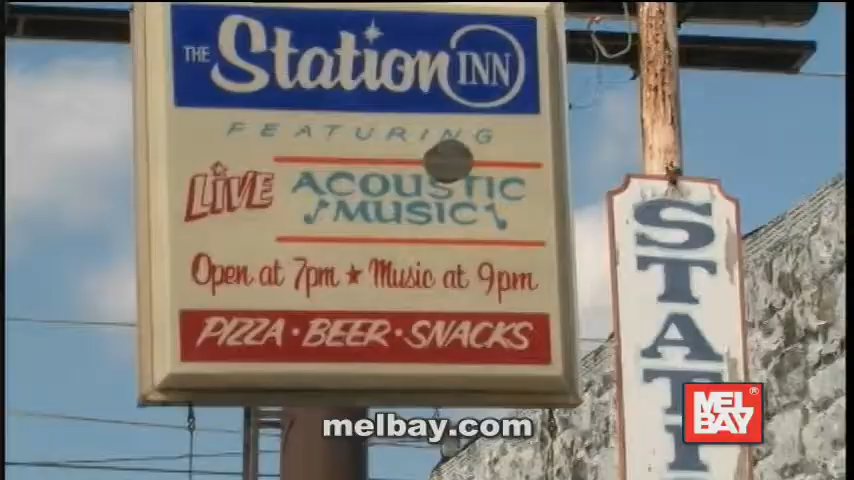 THE Station INN
FEATURING
LIVE ACOUSTIC
MUSIC
Open at 7pm ★ Music at 9pm
PIZZA · BEER · SNACKS
STATI
melbay.com
MEL
BAY®